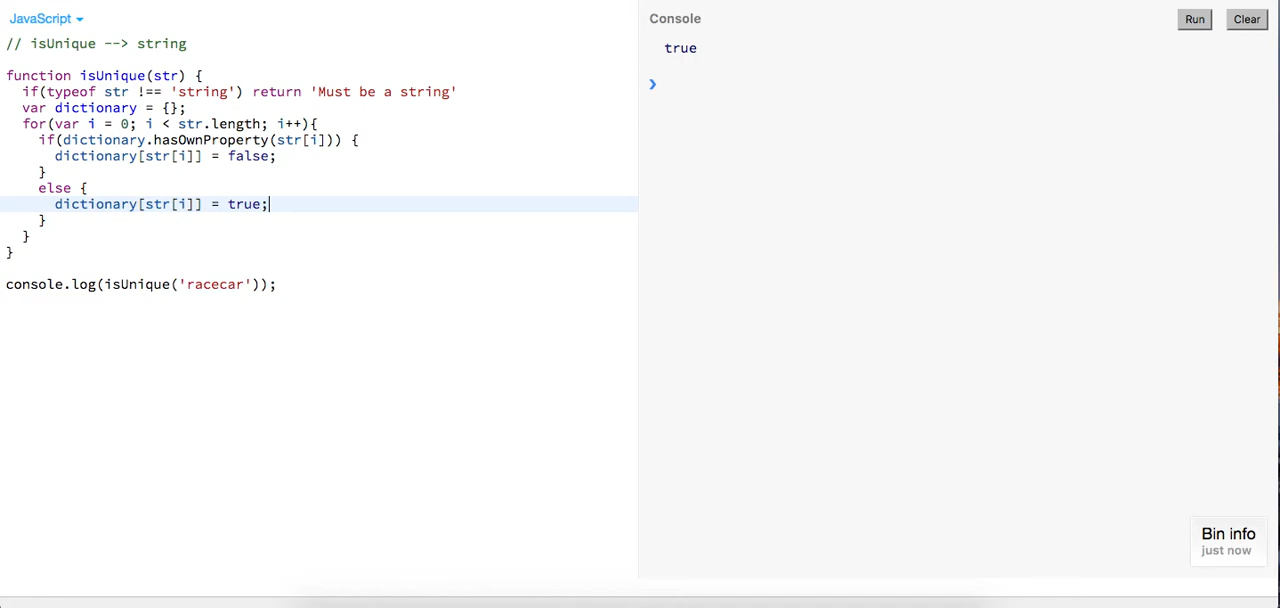 JavaScript
// isUnique --> string
function isUnique(str) {
if(typeof str !== 'string') return 'Must be a string'
var dictionary = {};
for(var i = 0; i < str.length; i++){
if(dictionary.hasOwnProperty(str[i])) {
dictionary[str[i]] = false;
}
else {
dictionary[str[i]] = true;
}
}
}
console.log(isUnique('racecar'));
Console
Run
Clear
true
Bin info
just now